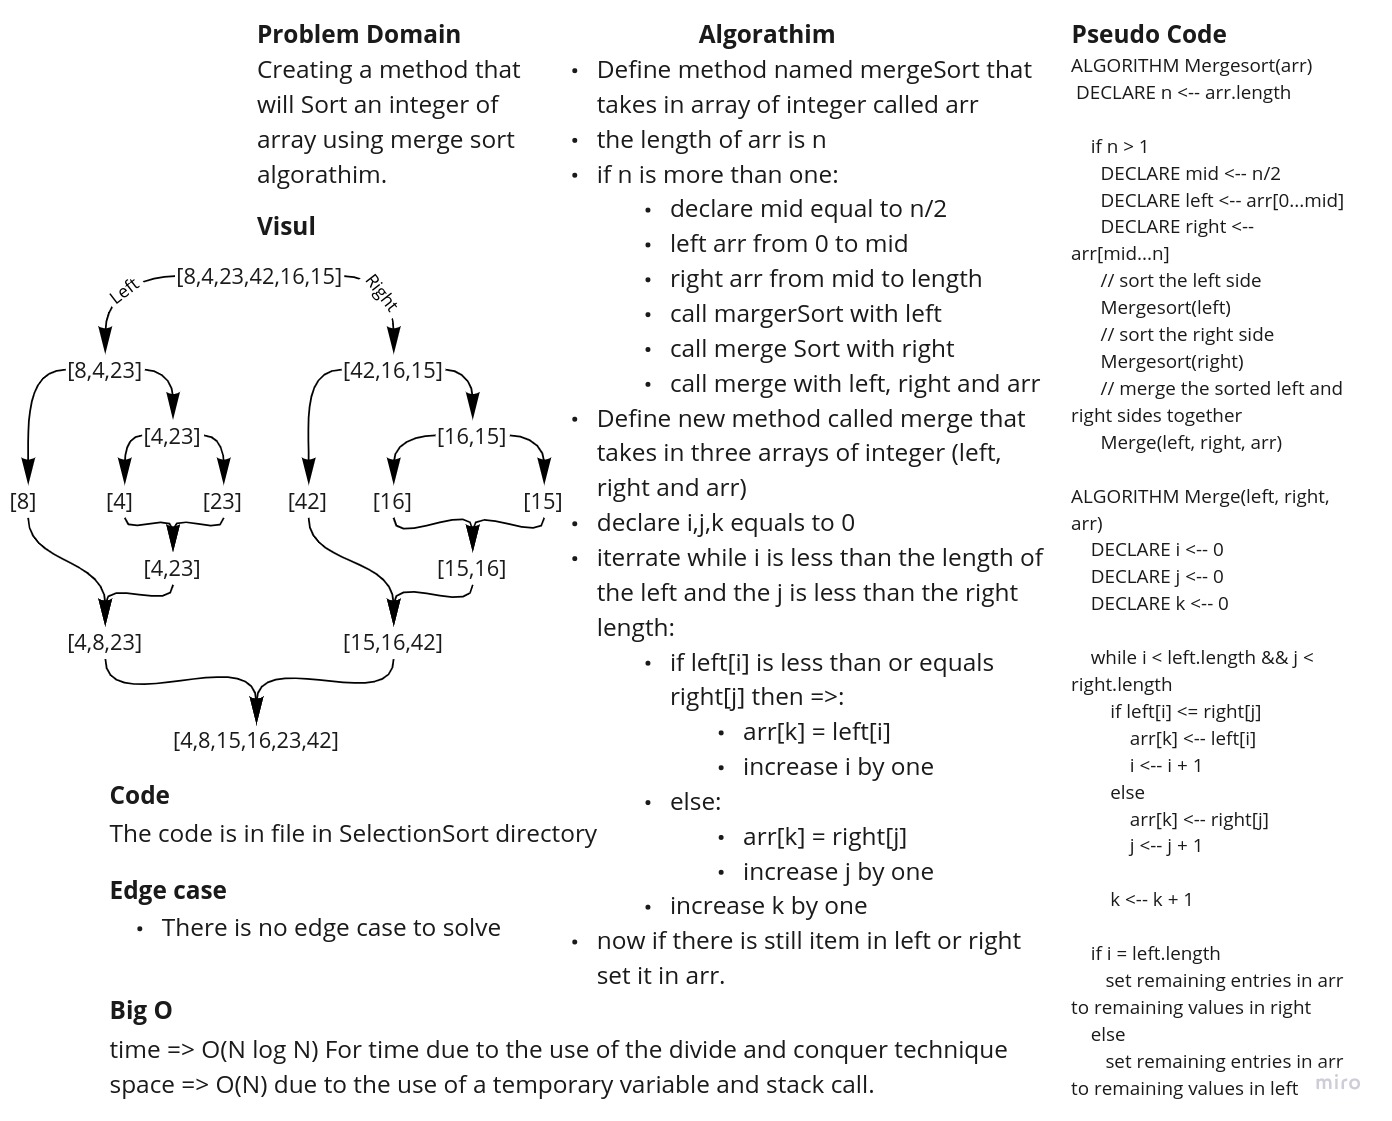 Problem Domain
Creating a method that
will Sort an integer of
array using merge sort
algorathim.
Visul
[8,4,23,42,16,15]
Left
Right
[8,4,23]
[42,16,15]
[4,23]
[16,15]
[8]
[4]
[23]
[42]
[16]
[15]
[4,23]
[15,16]
[4,8,23]
[15,16,42]
[4,8,15,16,23,42]
Code
The code is in file in SelectionSort directory
Edge case
• There is no edge case to solve
Big O
time => O(N log N) For time due to the use of the divide and conquer technique
space => O(N) due to the use of a temporary variable and stack call.
Algorathim
• Define method named mergeSort that
takes in array of integer called arr
• the length of arr is n
• if n is more than one:
• declare mid equal to n/2
• left arr from 0 to mid
• right arr from mid to length
• call margerSort with left
• call merge Sort with right
• call merge with left, right and arr
• Define new method called merge that
takes in three arrays of integer (left,
right and arr)
• declare i,j,k equals to 0
• iterrate while i is less than the length of
the left and the j is less than the right
length:
• if left[i] is less than or equals
right[j] then =>:
• arr[k] = left[i]
• increase i by one
• else:
• arr[k] = right[j]
• increase j by one
• increase k by one
• now if there is still item in left or right
set it in arr.
Pseudo Code
ALGORITHM Mergesort(arr)
DECLARE n <-- arr.length
if n > 1
DECLARE mid <-- n/2
DECLARE left <-- arr[0...mid]
DECLARE right <--
arr[mid...n]
// sort the left side
Mergesort(left)
// sort the right side
Mergesort(right)
// merge the sorted left and
right sides together
Merge(left, right, arr)
ALGORITHM Merge(left, right,
arr)
DECLARE i <-- 0
DECLARE j <-- 0
DECLARE k <-- 0
while i < left.length && j <
right.length
if left[i] <= right[j]
arr[k] <-- left[i]
i <-- i + 1
else
arr[k] <-- right[j]
j <-- j + 1
k <-- k + 1
if i = left.length
set remaining entries in arr
to remaining values in right
else
set remaining entries in arr
to remaining values in left
miro